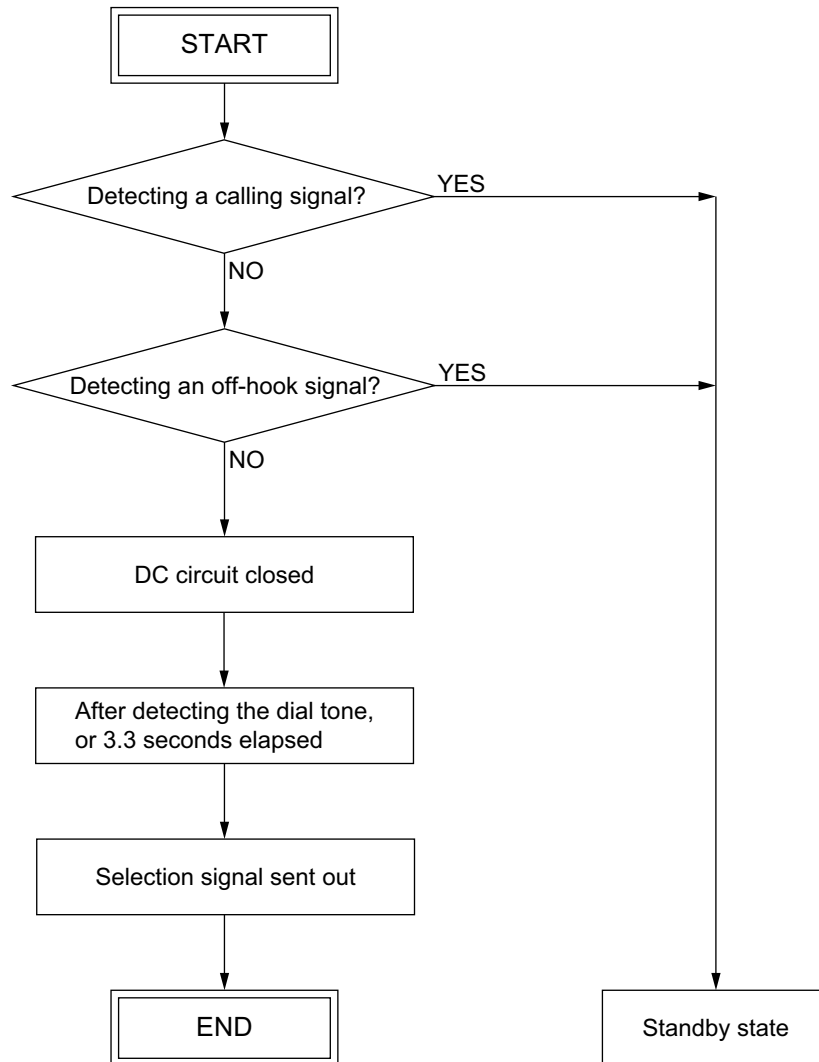 START
Detecting a calling signal?
YES
NO
Detecting an off-hook signal?
YES
NO
DC circuit closed
After detecting the dial tone,
or 3.3 seconds elapsed
Selection signal sent out
END
Standby state